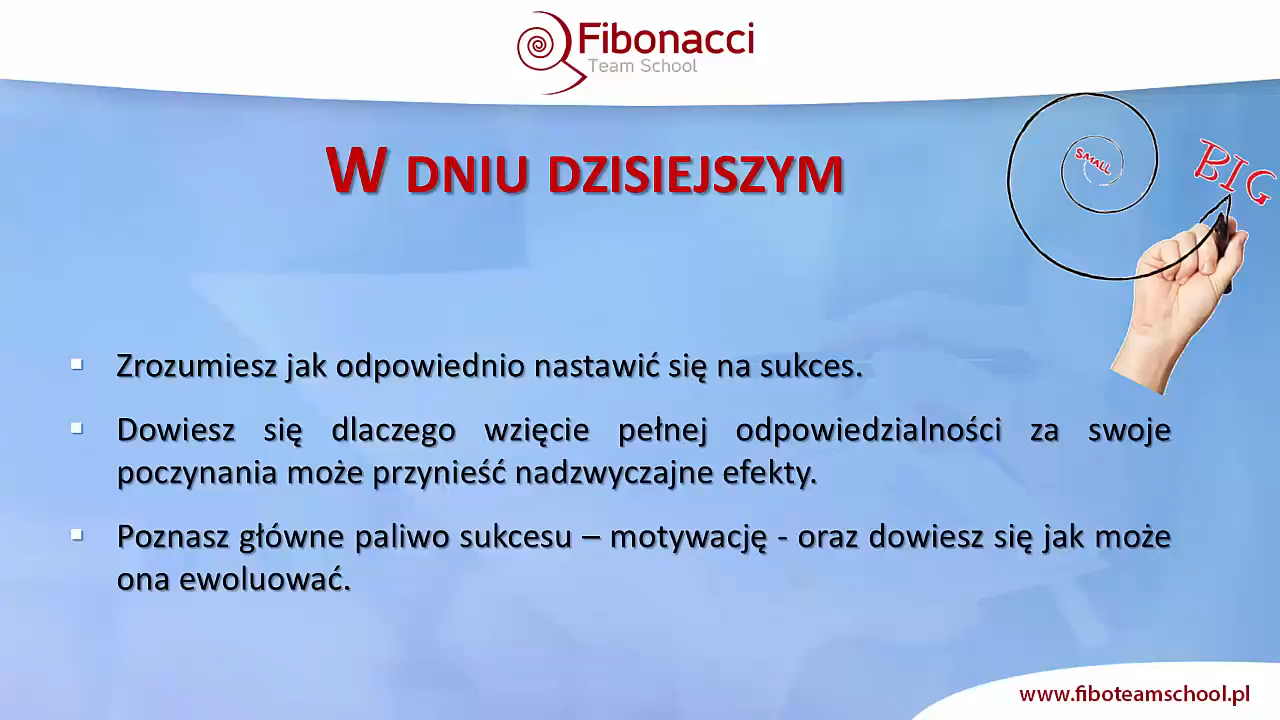 Fibonacci
Team School
W DNIU DZISIEJSZYM
SMALL
BIG
▪ Zrozumiesz jak odpowiednio nastawić się na sukces.
▪ Dowiesz się dlaczego wzięcie pełnej odpowiedzialności za swoje
poczynania może przynieść nadzwyczajne efekty.
▪ Poznasz główne paliwo sukcesu – motywację - oraz dowiesz się jak może
ona ewoluować.
www.fiboteamschool.pl